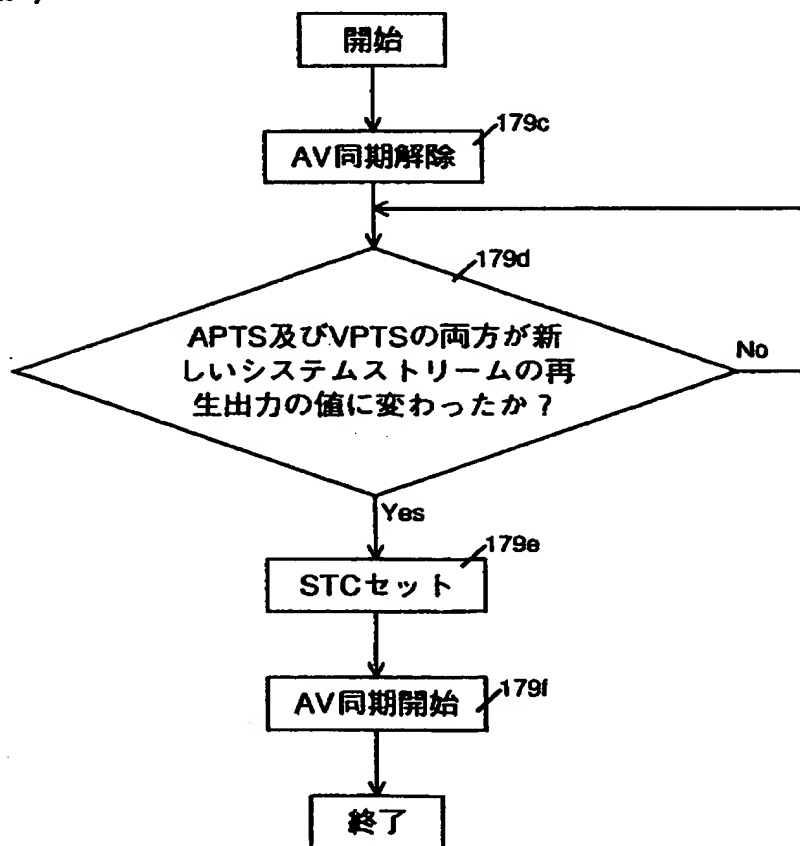 開始
179c
AV同期解除
179d
APTS及びVPTSの両方が新
しいシステムストリームの再
生出力の値に変わったか？
No
Yes
179e
STCセット
179f
AV同期開始
終了